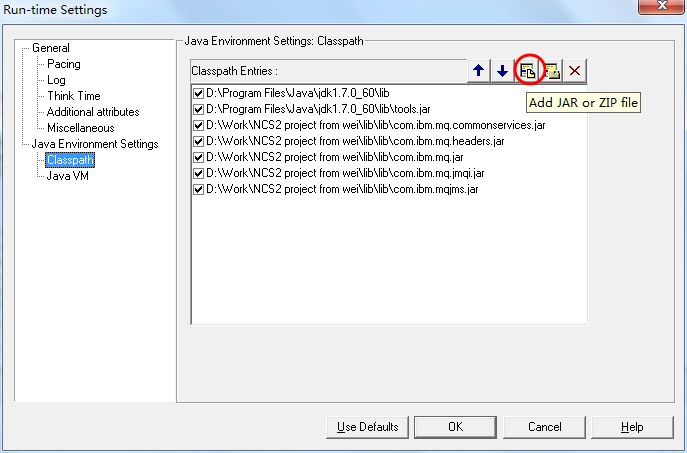 Run-time Settings
General
Pacing
Log
Think Time
Additional attributes
Miscellaneous
Java Environment Settings
Classpath
Java VM
Java Environment Settings: Classpath
Classpath Entries :
Add JAR or ZIP file
D:\Program Files\Java\jdk1.7.0_60\lib
D:\Program Files\Java\jdk1.7.0_60\lib\tools.jar
D:\Work\NCS2 project from wei\lib\lib\com.ibm.mq.commonservices.jar
D:\Work\NCS2 project from wei\lib\lib\com.ibm.mq.headers.jar
D:\Work\NCS2 project from wei\lib\lib\com.ibm.mq.jar
D:\Work\NCS2 project from wei\lib\lib\com.ibm.mq.jmqi.jar
D:\Work\NCS2 project from wei\lib\lib\com.ibm.mqjms.jar
Use Defaults
OK
Cancel
Help